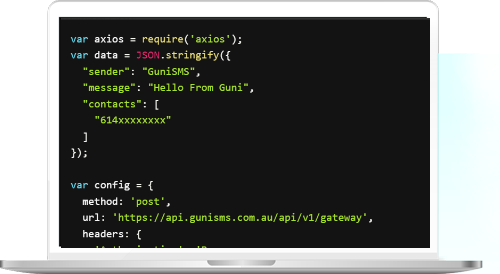 var axios = require('axios');
var data = JSON.stringify({
"sender": "GuniSMS",
"message": "Hello From Guni",
"contacts": [
"614xxxxxxxx"
]
});
var config = {
method: 'post',
url: 'https://api.gunisms.com.au/api/v1/gateway',
headers: {